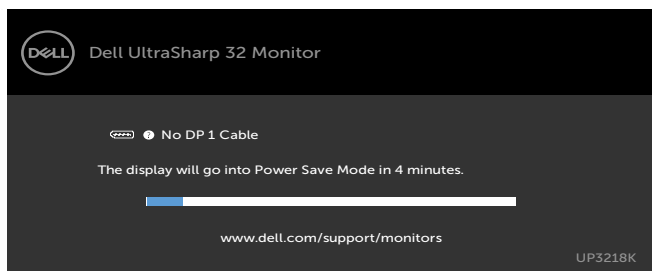 DELL Dell UltraSharp 32 Monitor
? No DP 1 Cable
The display will go into Power Save Mode in 4 minutes.
www.dell.com/support/monitors
UP3218K